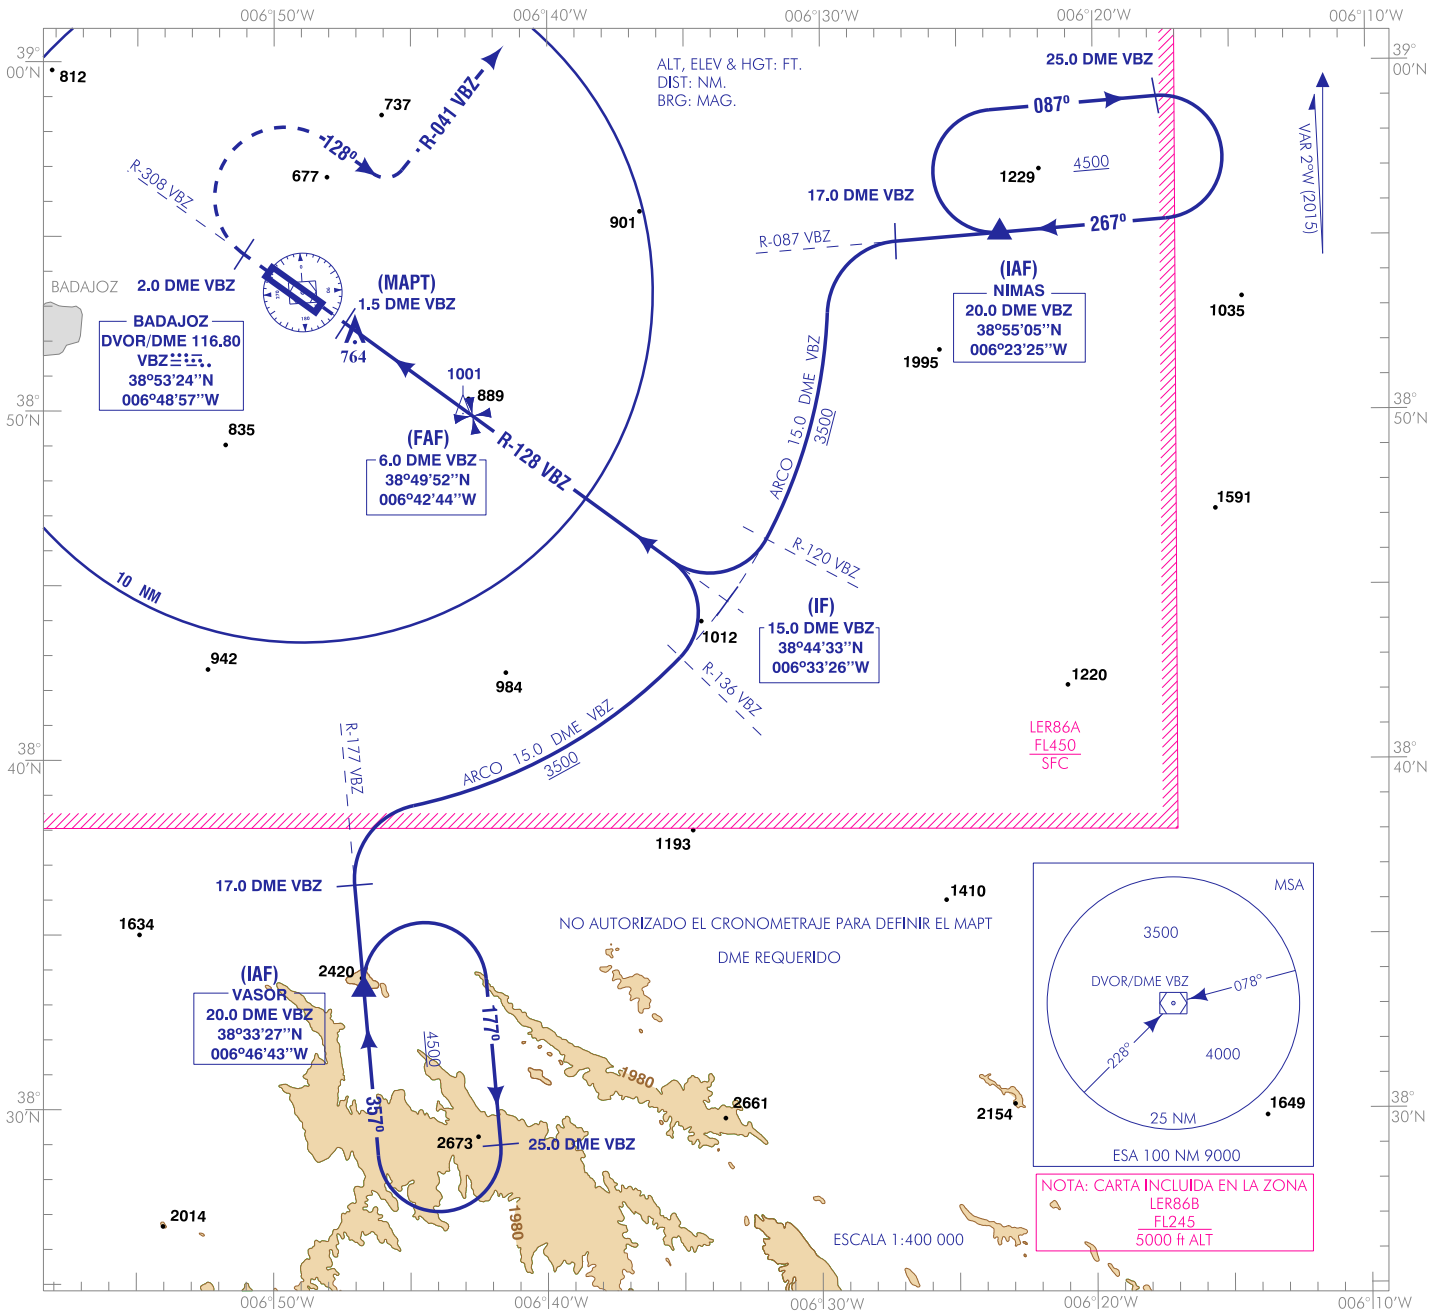 006°50'W
006°40'W
006°30'W
006°20'W
006°10'W
39°
00'N
39°
00'N
812
737
677
901
R-041 VBZ
128°
R-308 VBZ
ALT, ELEV & HGT: FT.
DIST: NM.
BRG: MAG.
25.0 DME VBZ
087°
4500
1229
267°
17.0 DME VBZ
R-087 VBZ
VAR 2°W (2015)
(IAF)
NIMAS
20.0 DME VBZ
38°55'05''N
006°23'25''W
1035
1995
BADAJOZ
2.0 DME VBZ
BADAJOZ
DVOR/DME 116.80
VBZ
38°53'24''N
006°48'57''W
(MAPT)
1.5 DME VBZ
764
1001
889
835
(FAF)
6.0 DME VBZ
38°49'52''N
006°42'44''W
R-128 VBZ
ARCO 15.0 DME VBZ
3500
38°
50'N
38°
50'N
1591
R-120 VBZ
10 NM
(IF)
15.0 DME VBZ
38°44'33''N
006°33'26''W
1012
942
984
R-136 VBZ
1220
LER86A
FL450
SFC
R-177 VBZ
ARCO 15.0 DME VBZ
3500
38°
40'N
38°
40'N
1193
17.0 DME VBZ
1410
1634
NO AUTORIZADO EL CRONOMETRAJE PARA DEFINIR EL MAPT
DME REQUERIDO
2420
(IAF)
VASOR
20.0 DME VBZ
38°33'27''N
006°46'43''W
177°
4500
357°
1980
2661
2673
25.0 DME VBZ
1980
2014
2154
1649
38°
30'N
38°
30'N
MSA
3500
DVOR/DME VBZ
078°
228°
4000
25 NM
ESA 100 NM 9000
NOTA: CARTA INCLUIDA EN LA ZONA
LER86B
FL245
5000 ft ALT
ESCALA 1:400 000
006°50'W
006°40'W
006°30'W
006°20'W
006°10'W